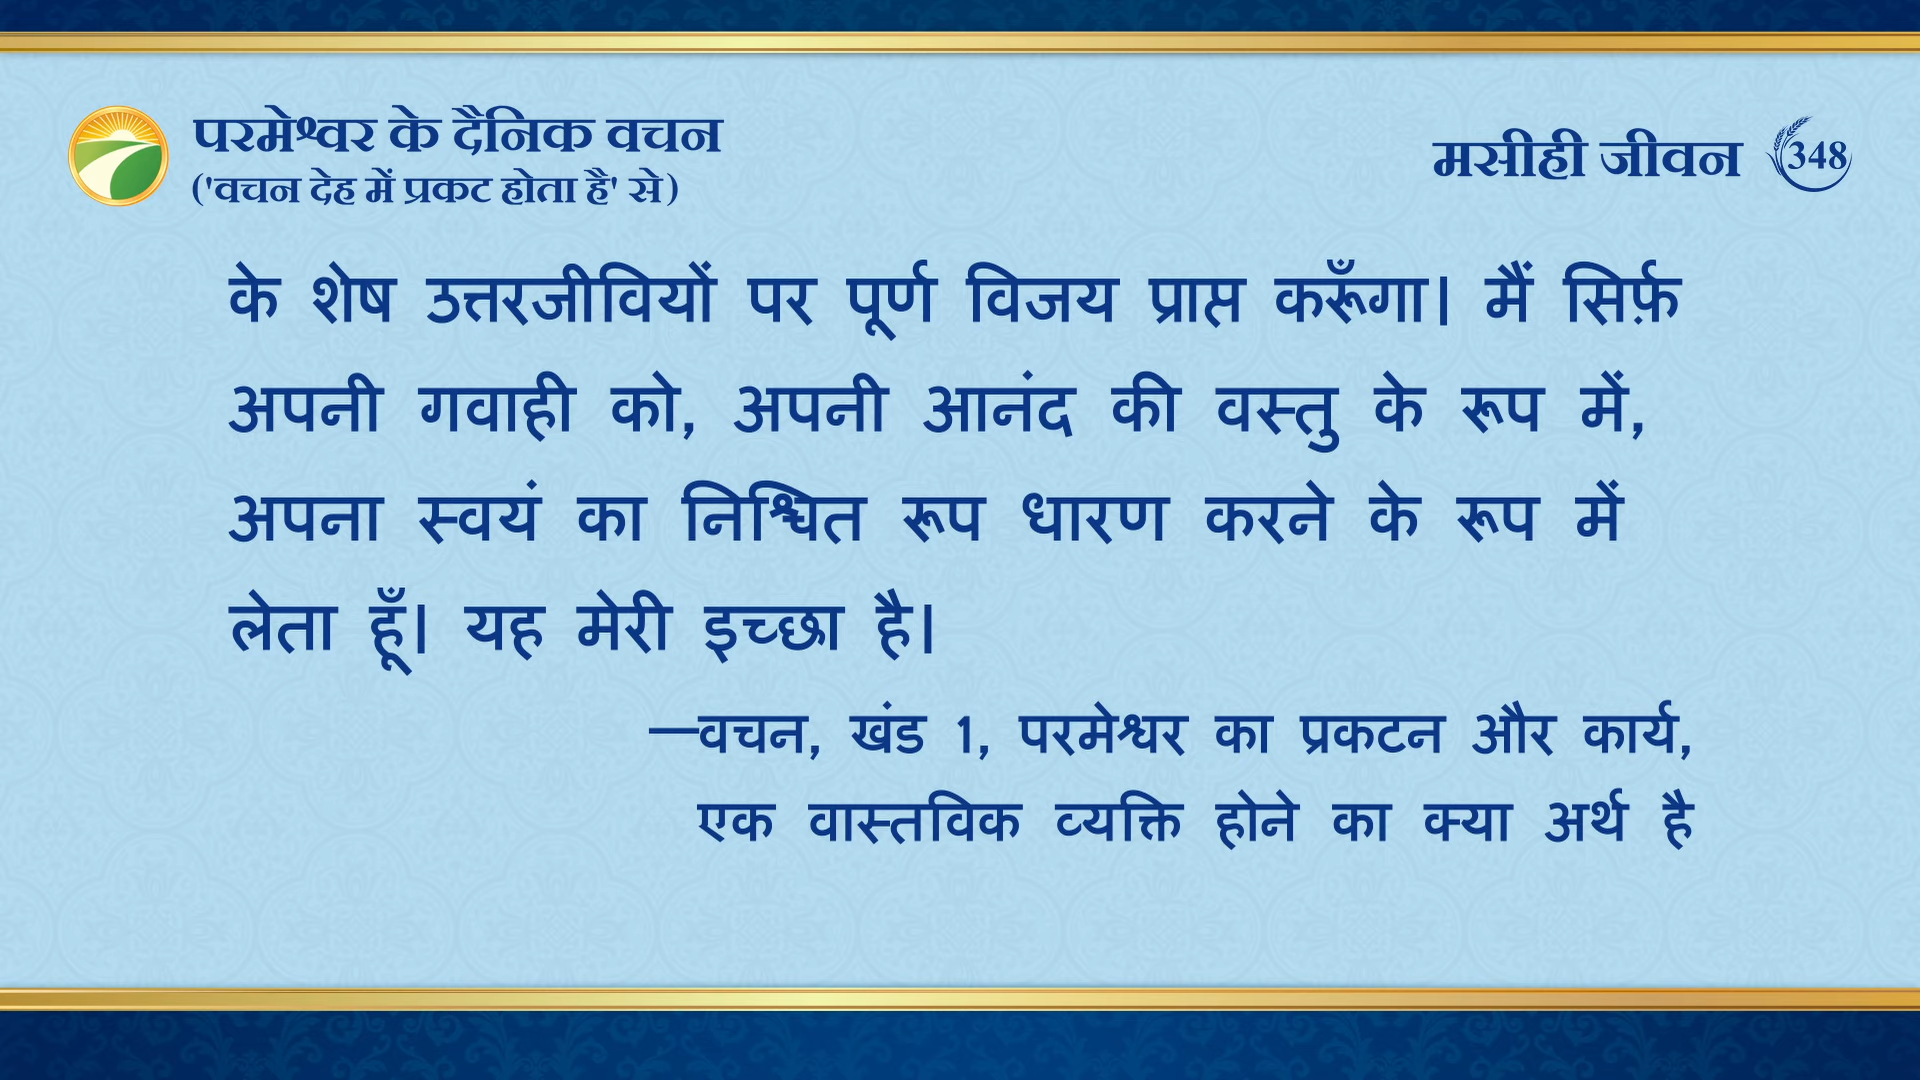 परमेश्वर के दैनिक वचन
('वचन देह में प्रकट होता है' से)
मसीही जीवन 348
के शेष उत्तरजीवियों पर पूर्ण विजय प्राप्त करूँगा। मैं सिर्फ़
अपनी गवाही को, अपनी आनंद की वस्तु के रूप में,
अपना स्वयं का निश्चित रूप धारण करने के रूप में
लेता हूँ। यह मेरी इच्छा है।
—वचन, खंड 1, परमेश्वर का प्रकटन और कार्य,
एक वास्तविक व्यक्ति होने का क्या अर्थ है